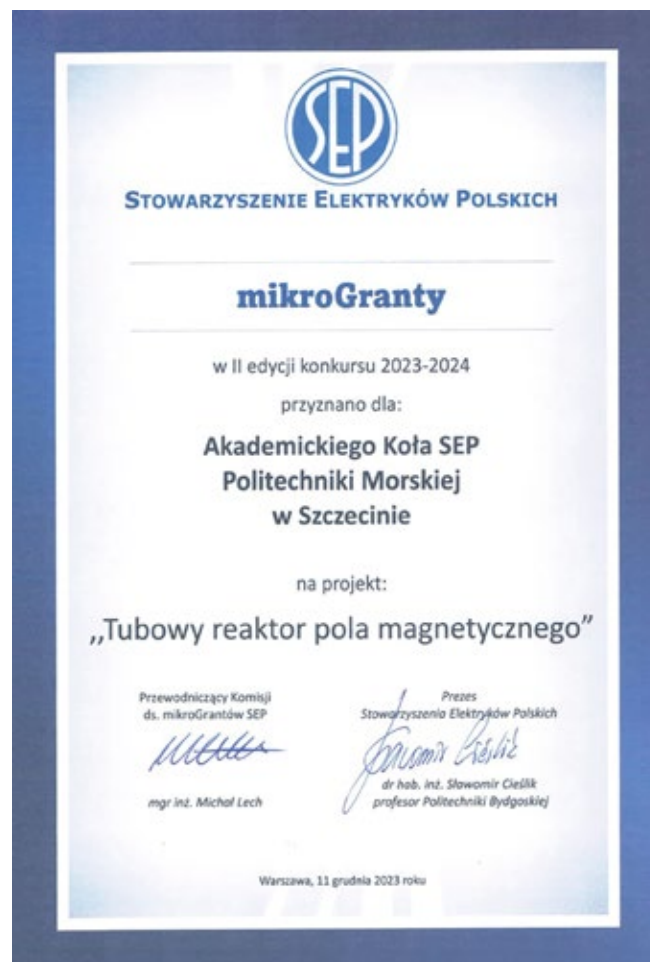 SEP
STOWARZYSZENIE ELEKTRYKÓW POLSKICH
mikroGranty
w II edycji konkursu 2023-2024
przyznano dla:
Akademickiego Koła SEP
Politechniki Morskiej
w Szczecinie
na projekt:
,,Tubowy reaktor pola magnetycznego”
Przewodniczący Komisji
ds. mikroGrantów SEP
mgr inż. Michał Lech
Prezes
Stowarzyszenia Elektryków Polskich
Sławomir Cieślik
dr hab. inż. Sławomir Cieślik
profesor Politechniki Bydgoskiej
Warszawa, 11 grudnia 2023 roku